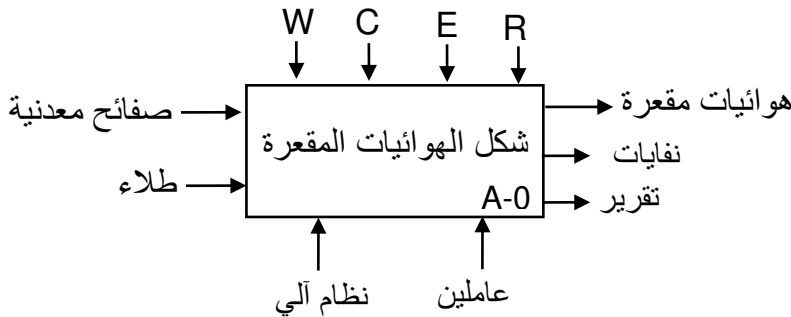 W C E R
صفائح معدنية
طلاء
شكل الهوائيات المقعرة
A-0
هوائيات مقعرة
نفايات
تقرير
نظام آلي
عاملين